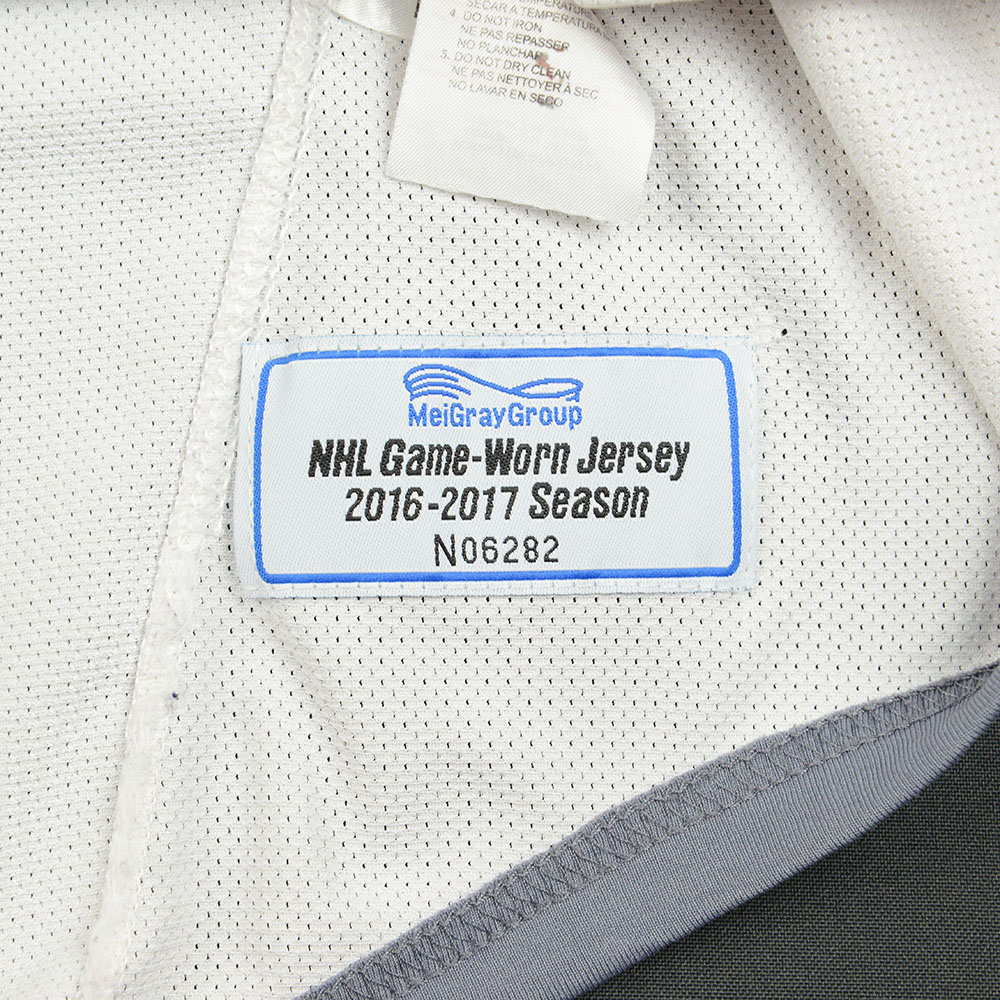 SECAR A TEMPERATURA
4. DO NOT IRON
NE PAS REPASSER
NO PLANCHAR
5. DO NOT DRY CLEAN
NE PAS NETTOYER À SEC
NO LAVAR EN SECO
MeiGrayGroup
NHL Game-Worn Jersey
2016-2017 Season
N06282